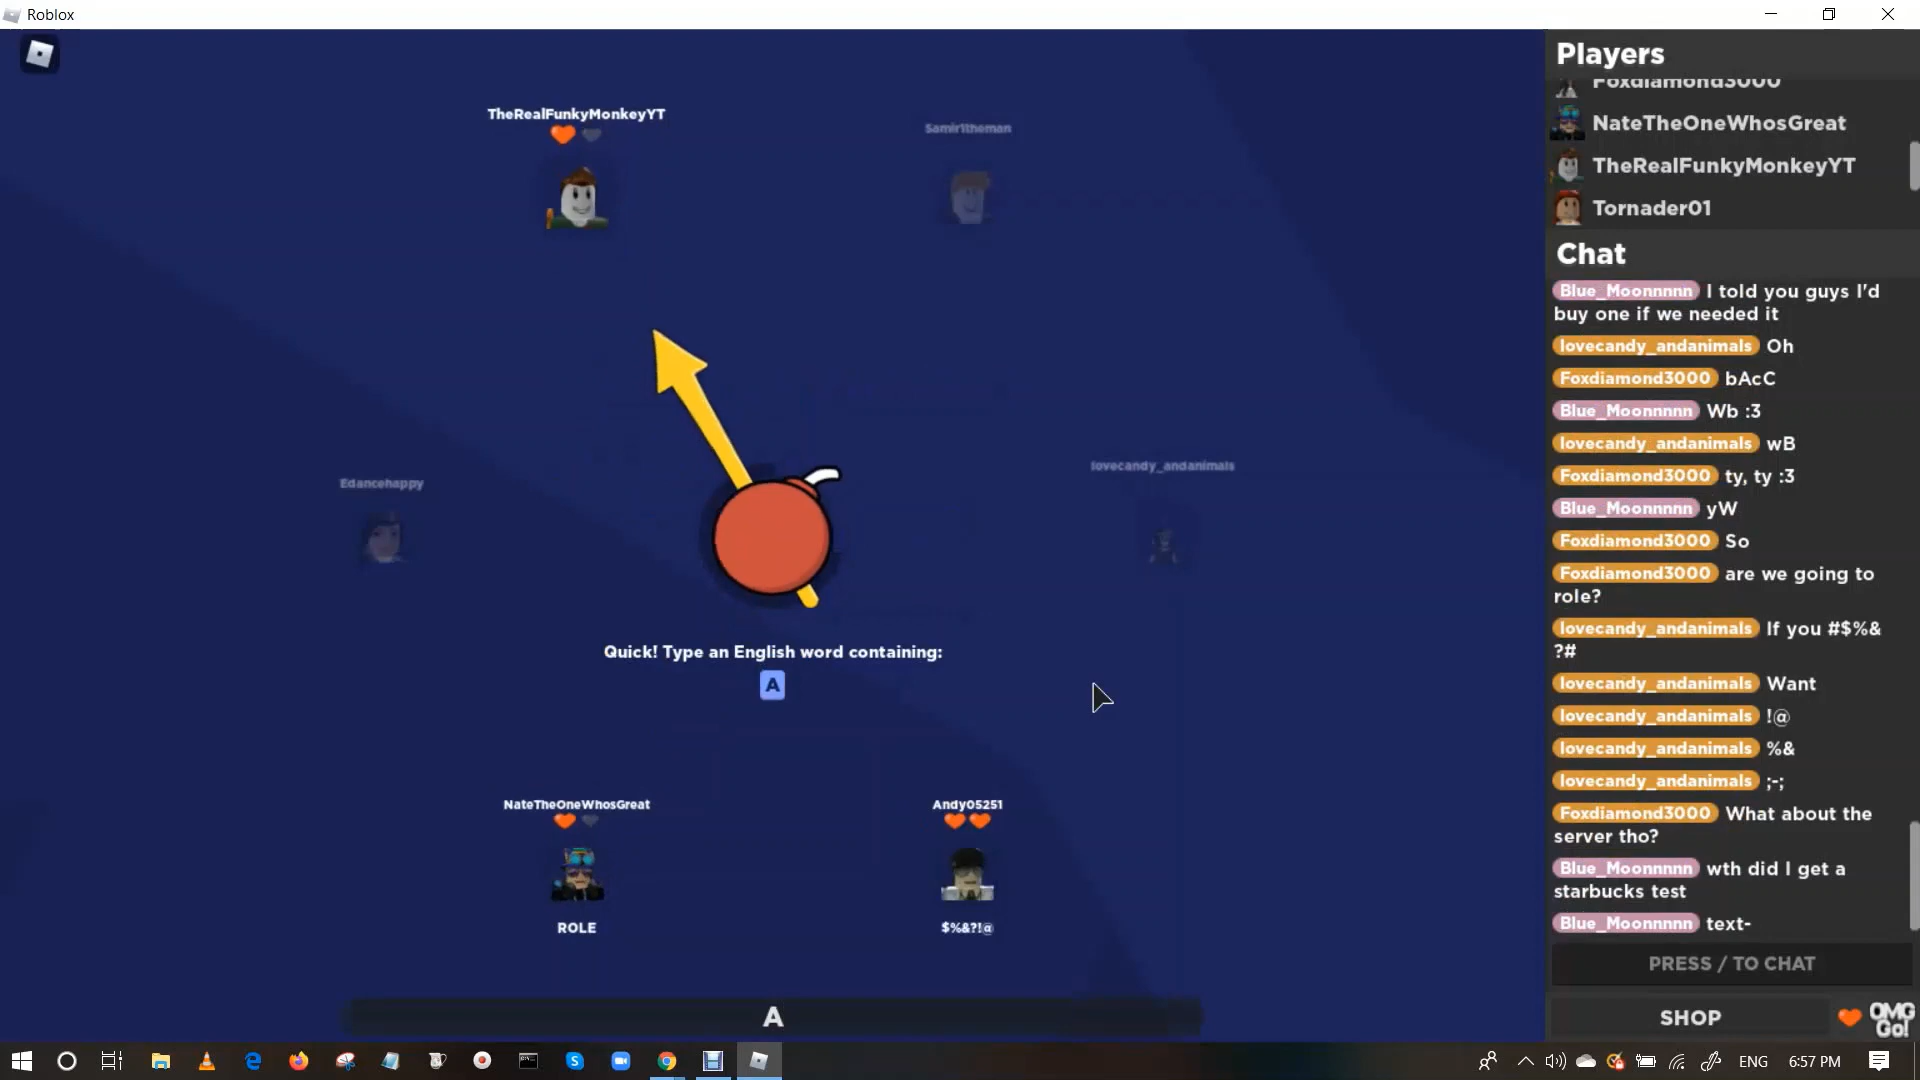 Roblox
Players
Foxdiamond3000
NateTheOneWhosGreat
TheRealFunkyMonkeyYT
Tornader01
TheRealFunkyMonkeyYT
Samir1theman
Edancehappy
lovecandy_andanimals
Quick! Type an English word containing:
A
NateTheOneWhosGreat
Andy05251
ROLE
$%&?!@
A
Chat
Blue_Moonnnnn I told you guys I'd
buy one if we needed it
lovecandy_andanimals Oh
Foxdiamond3000 bAcC
Blue_Moonnnnn Wb :3
lovecandy_andanimals wB
Foxdiamond3000 ty, ty :3
Blue_Moonnnnn yW
Foxdiamond3000 So
Foxdiamond3000 are we going to
role?
lovecandy_andanimals If you #$%&
?#
lovecandy_andanimals Want
lovecandy_andanimals !@
lovecandy_andanimals %&
lovecandy_andanimals ;-;
Foxdiamond3000 What about the
server tho?
Blue_Moonnnnn wth did I get a
starbucks test
Blue_Moonnnnn text-
PRESS / TO CHAT
SHOP
OMG
Go!
ENG
6:57 PM